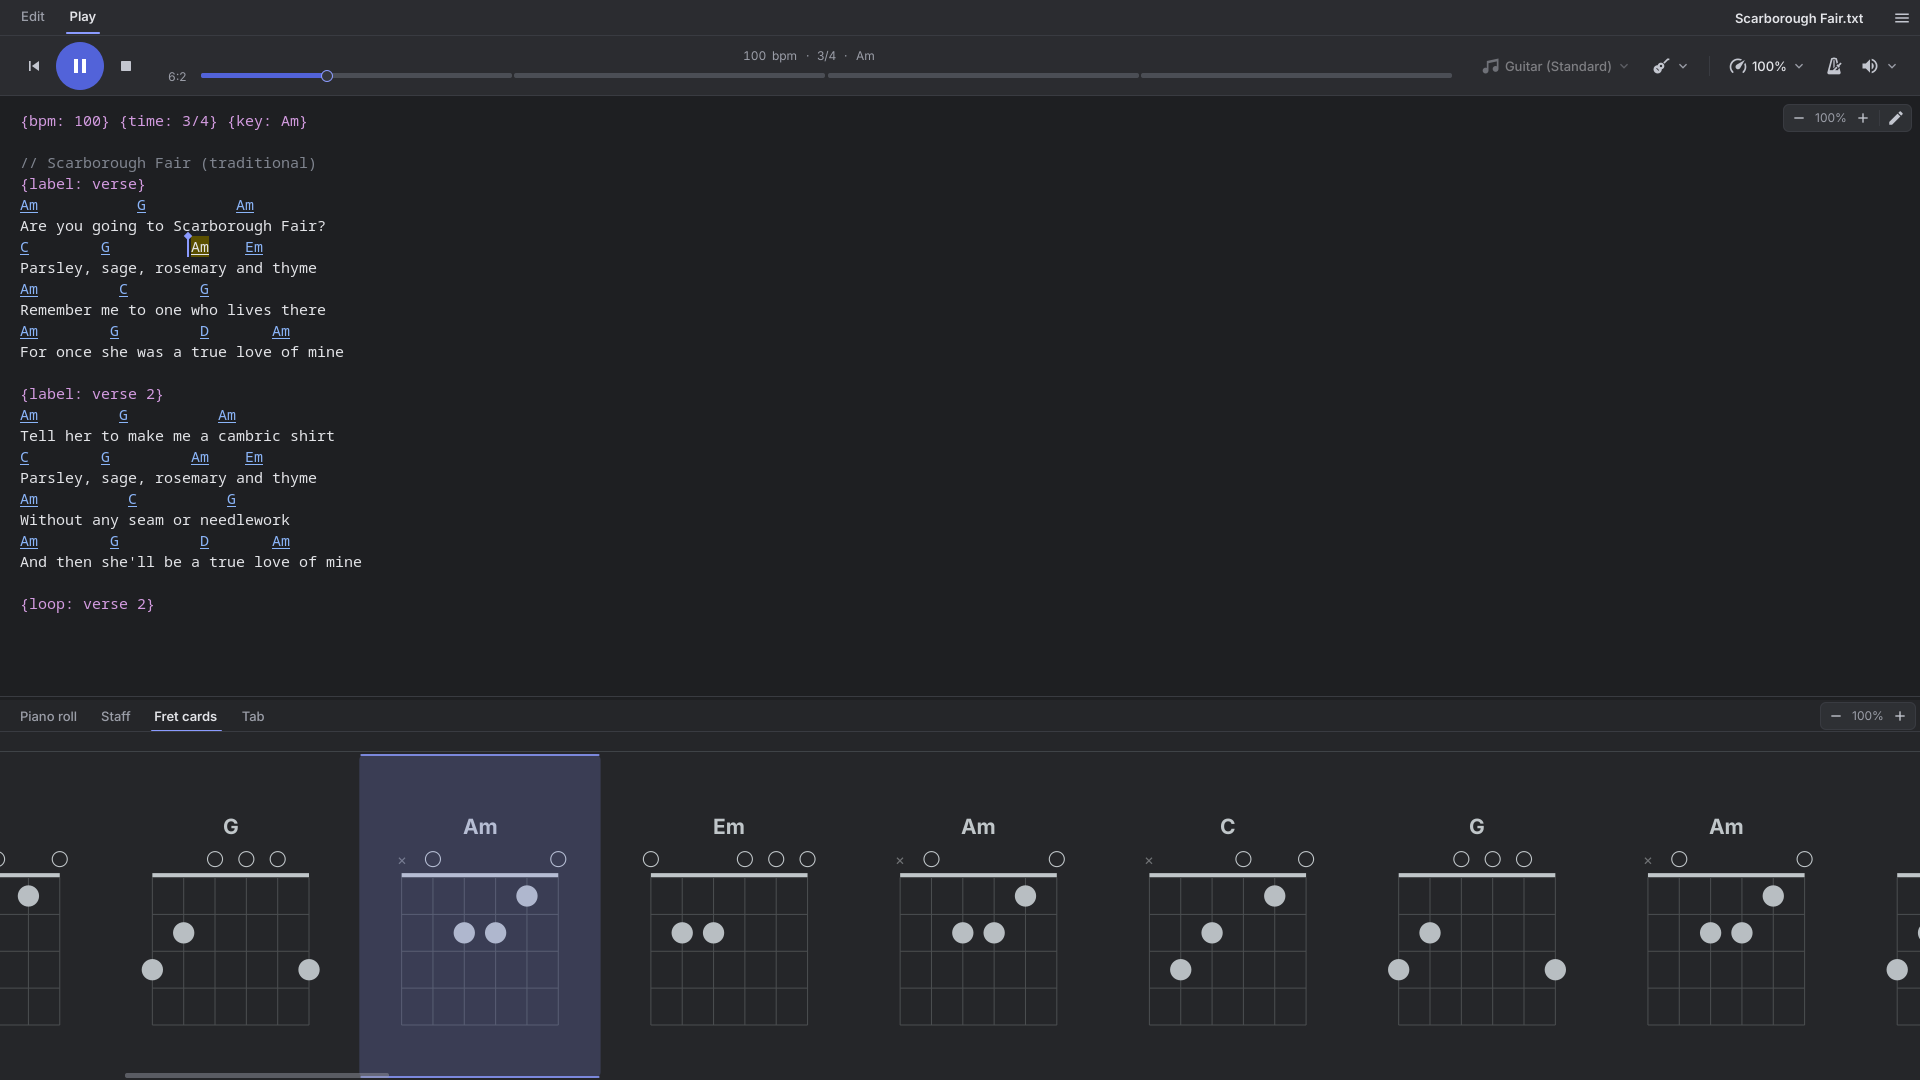 Edit Play Scarborough Fair.txt
100 bpm · 3/4 · Am
6:2 Guitar (Standard) 100%
{bpm: 100} {time: 3/4} {key: Am}
100%
// Scarborough Fair (traditional)
{label: verse}
Am G Am
Are you going to Scarborough Fair?
C G Am Em
Parsley, sage, rosemary and thyme
Am C G
Remember me to one who lives there
Am G D Am
For once she was a true love of mine
{label: verse 2}
Am G Am
Tell her to make me a cambric shirt
C G Am Em
Parsley, sage, rosemary and thyme
Am C G
Without any seam or needlework
Am G D Am
And then she'll be a true love of mine
{loop: verse 2}
Piano roll Staff Fret cards Tab 100%
G Am Em Am C G Am